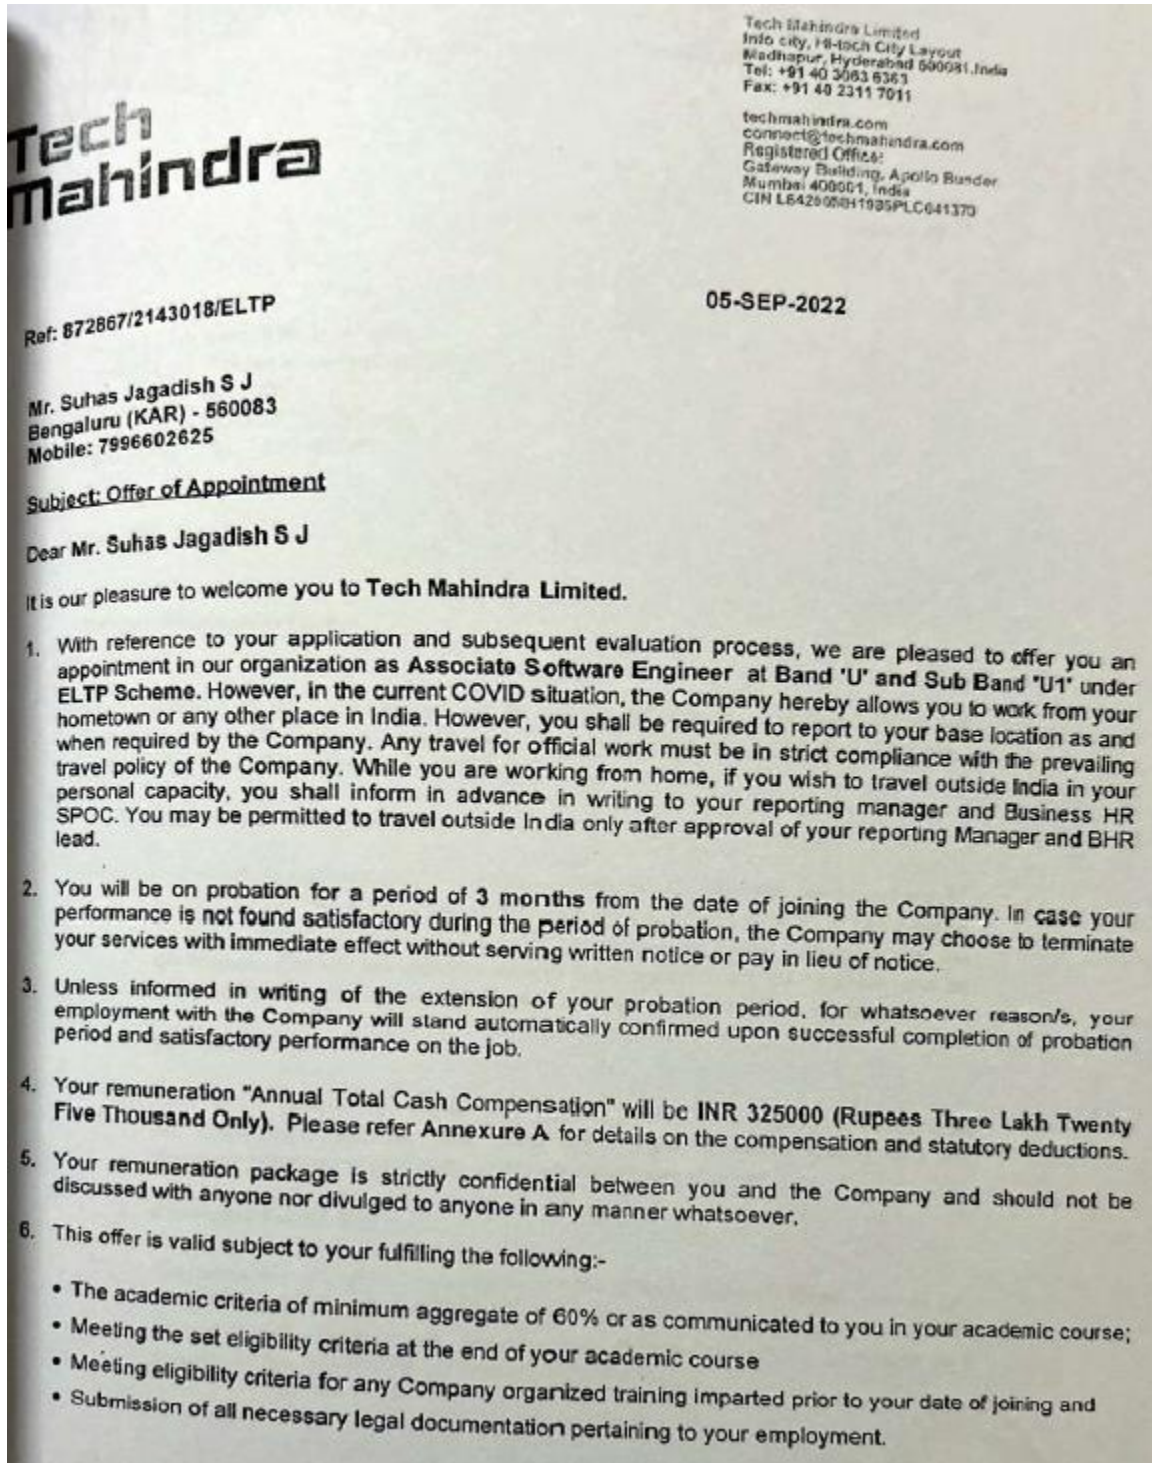 Tech Mahindra Limited
Info city, Hi-tech City Layout
Madhapur, Hyderabad 500081.India
Tel: +91 40 3063 6363
Fax: +91 40 2311 7011
techmahindra.com
connect@techmahindra.com
Registered Office:
Gateway Building, Apollo Bunder
Mumbai 400001, India
CIN
Tech
Mahindra
05-SEP-2022
Ref: 872867/2143018/ELTP
Mr. Suhas Jagadish S J
Bengaluru (KAR) - 560083
Mobile: 7996602625
Subject: Offer of Appointment
Dear Mr. Suhas Jagadish S J
It is our pleasure to welcome you to Tech Mahindra Limited.
1. With reference to your application and subsequent evaluation process, we are pleased to offer you an
appointment in our organization as Associate Software Engineer at Band 'U' and Sub Band 'U1' under
ELTP Scheme. However, in the current COVID situation, the Company hereby allows you to work from your
hometown or any other place in India. However, you shall be required to report to your base location as and
when required by the Company. Any travel for official work must be in strict compliance with the prevailing
travel policy of the Company. While you are working from home, if you wish to travel outside India in your
personal capacity, you shall inform in advance in writing to your reporting manager and Business HR
SPOC. You may be permitted to travel outside India only after approval of your reporting Manager and BHR
lead.
2. You will be on probation for a period of 3 months from the date of joining the Company. In case your
performance is not found satisfactory during the period of probation, the Company may choose to terminate
your services with immediate effect without serving written notice or pay in lieu of notice.
3. Unless informed in writing of the extension of your probation period, for whatsoever reason/s, your
employment with the Company will stand automatically confirmed upon successful completion of probation
period and satisfactory performance on the job.
4. Your remuneration "Annual Total Cash Compensation" will be INR 325000 (Rupees Three Lakh Twenty
Five Thousand Only). Please refer Annexure A for details on the compensation and statutory deductions.
5. Your remuneration package is strictly confidential between you and the Company and should not be
discussed with anyone nor divulged to anyone in any manner whatsoever.
6. This offer is valid subject to your fulfilling the following:-
• The academic criteria of minimum aggregate of 60% or as communicated to you in your academic course;
• Meeting the set eligibility criteria at the end of your academic course
• Meeting eligibility criteria for any Company organized training imparted prior to your date of joining and
• Submission of all necessary legal documentation pertaining to your employment.